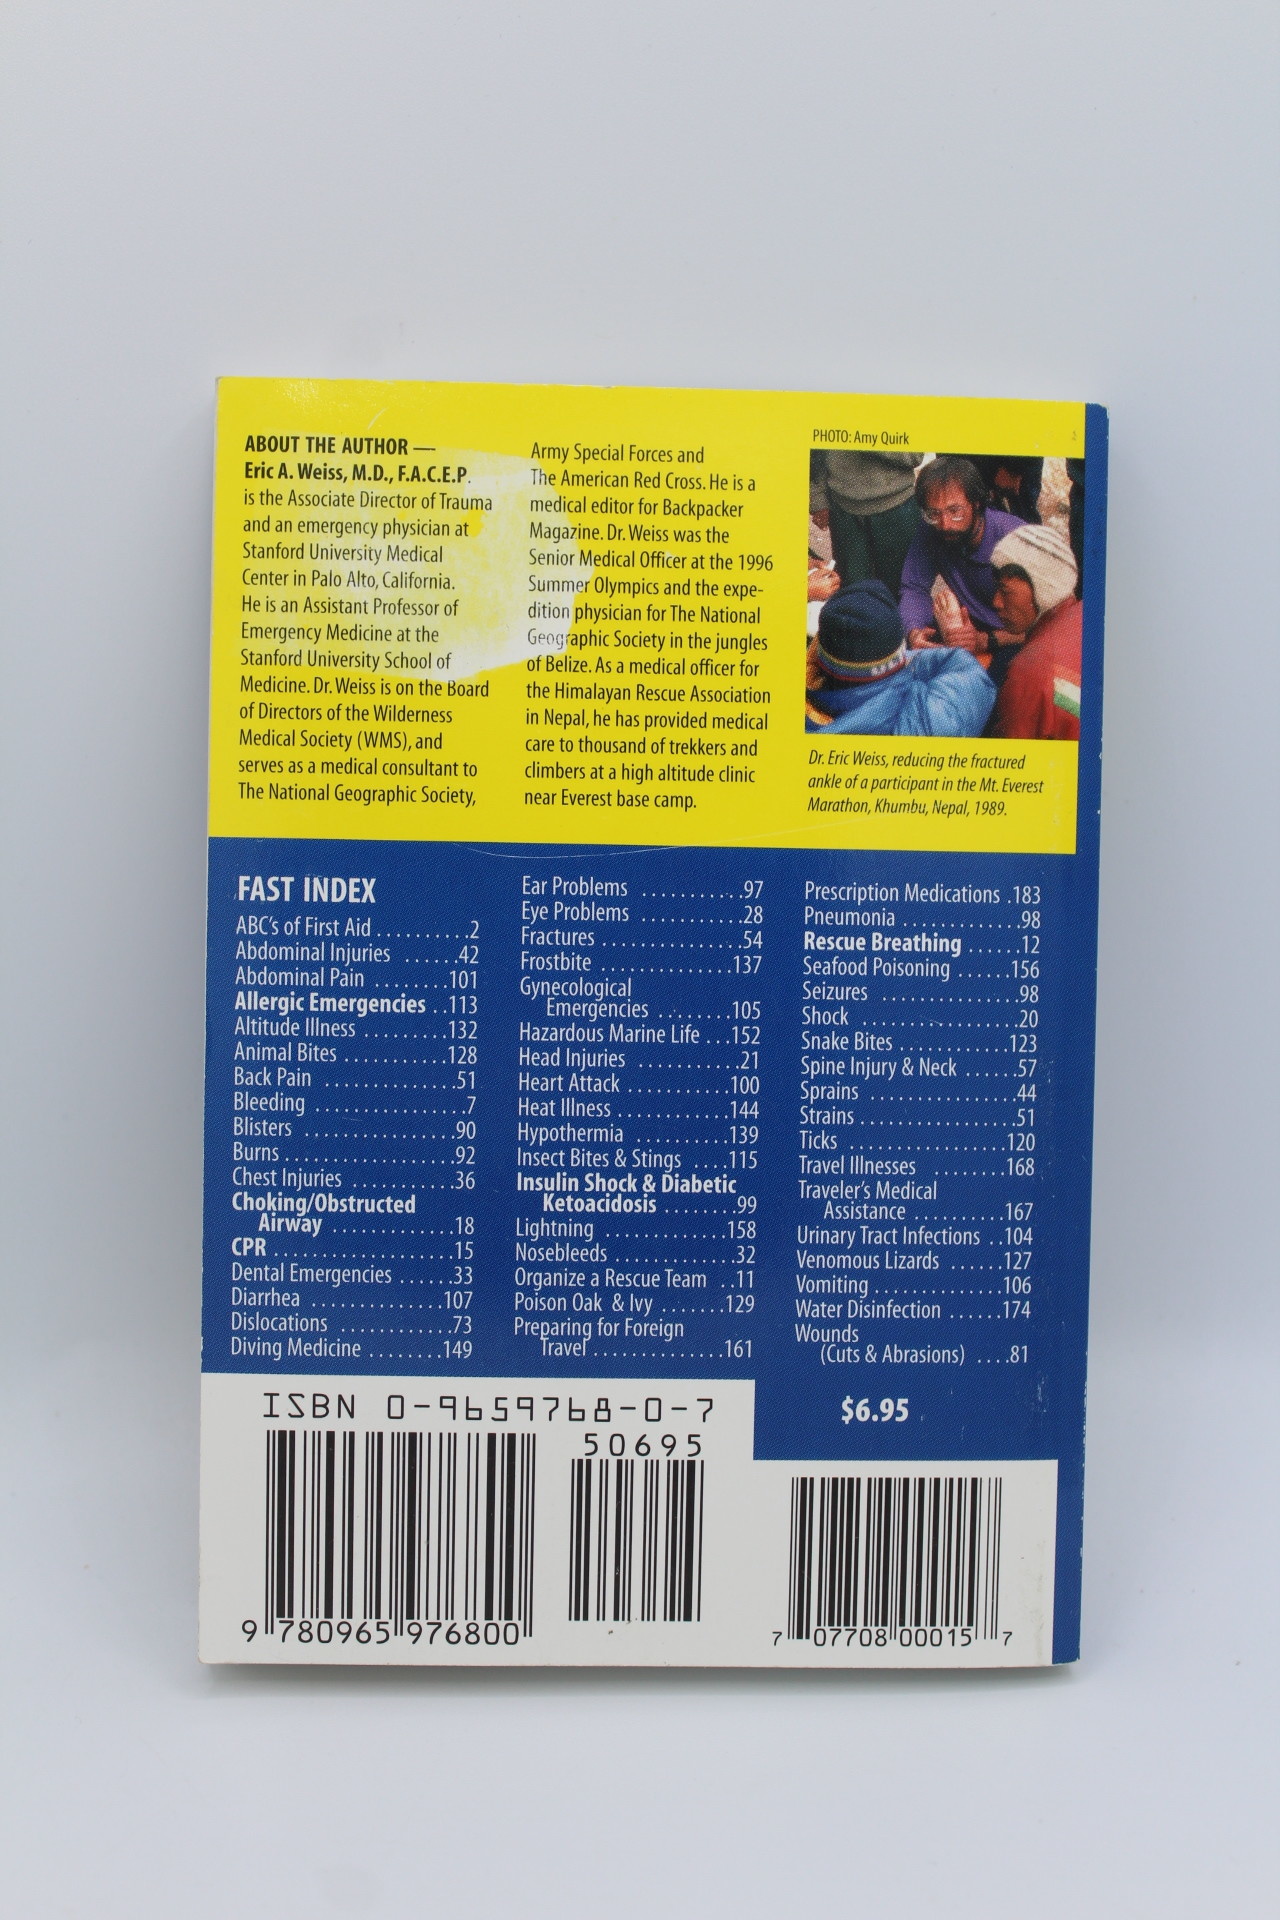 ABOUT THE AUTHOR —
Eric A. Weiss, M.D., F.A.C.E.P.
is the Associate Director of Trauma
and an emergency physician at
Stanford University Medical
Center in Palo Alto, California.
He is an Assistant Professor of
Emergency Medicine at the
Stanford University School of
Medicine. Dr. Weiss is on the Board
of Directors of the Wilderness
Medical Society (WMS), and
serves as a medical consultant to
The National Geographic Society,
Army Special Forces and
The American Red Cross. He is a
medical editor for Backpacker
Magazine. Dr. Weiss was the
Senior Medical Officer at the 1996
Summer Olympics and the expe-
dition physician for The National
Geographic Society in the jungles
of Belize. As a medical officer for
the Himalayan Rescue Association
in Nepal, he has provided medical
care to thousand of trekkers and
climbers at a high altitude clinic
near Everest base camp.
PHOTO: Amy Quirk
Dr. Eric Weiss, reducing the fractured
ankle of a participant in the Mt. Everest
Marathon, Khumbu, Nepal, 1989.
FAST INDEX
ABC's of First Aid ..........2
Abdominal Injuries ......42
Abdominal Pain ........101
Allergic Emergencies ..113
Altitude Illness .........132
Animal Bites ...........128
Back Pain ..............51
Bleeding ................7
Blisters ................90
Burns ..................92
Chest Injuries ...........36
Choking/Obstructed
Airway .............18
CPR ...................15
Dental Emergencies ......33
Diarrhea ..............107
Dislocations ............73
Diving Medicine ........149
Ear Problems ..........97
Eye Problems ...........28
Fractures ...............54
Frostbite ..............137
Gynecological
Emergencies ........105
Hazardous Marine Life ...152
Head Injuries ...........21
Heart Attack ...........100
Heat Illness ............144
Hypothermia ..........139
Insect Bites & Stings ....115
Insulin Shock & Diabetic
Ketoacidosis ........99
Lightning .............158
Nosebleeds .............32
Organize a Rescue Team ..11
Poison Oak & Ivy .......129
Preparing for Foreign
Travel ..............161
Prescription Medications .183
Pneumonia .............98
Rescue Breathing ......12
Seafood Poisoning ......156
Seizures ...............98
Shock .................20
Snake Bites ............123
Spine Injury & Neck ......57
Sprains ................44
Strains .................51
Ticks .................120
Travel Illnesses ........168
Traveler's Medical
Assistance ..........167
Urinary Tract Infections ..104
Venomous Lizards ......127
Vomiting ..............106
Water Disinfection ......174
Wounds
(Cuts & Abrasions) ....81
$6.95
ISBN 0-9659768-0-7
50695
9 780965 976800
7 07708 00015 7